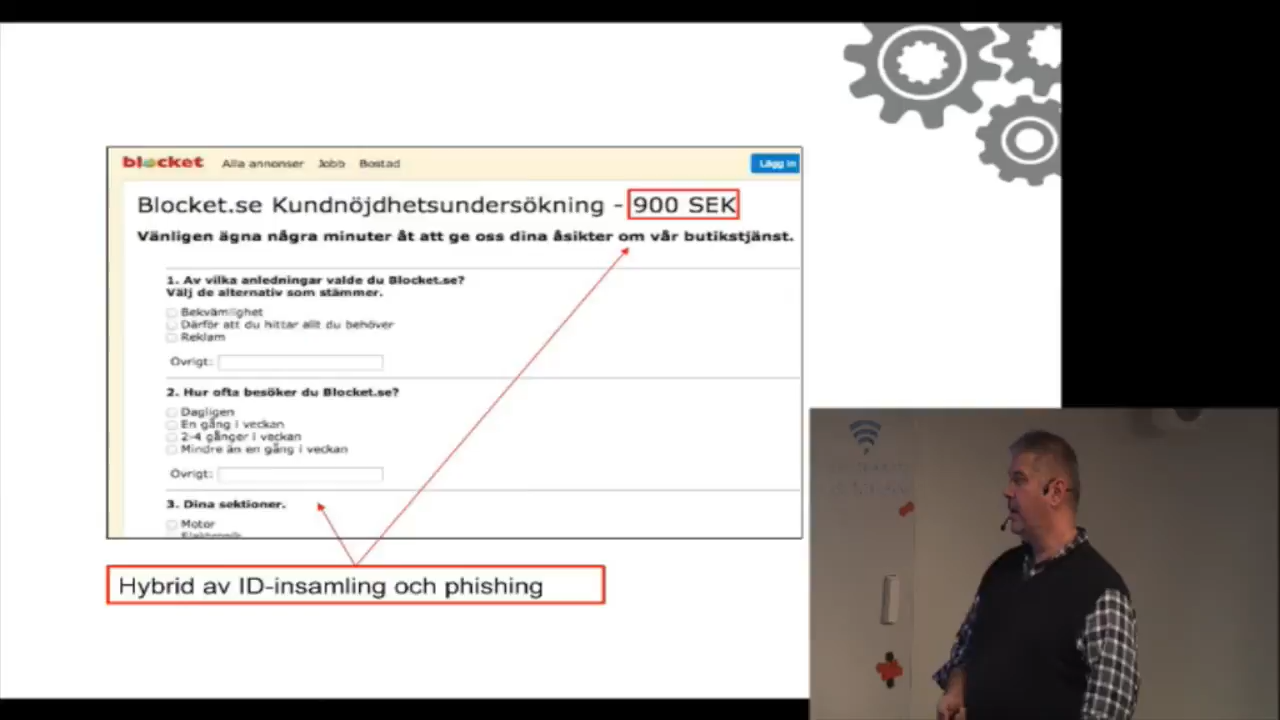 blocket Alla annonser Jobb Bostad Lägg in
Blocket.se Kundnöjdhetsundersökning - 900 SEK
Vänligen ägna några minuter åt att ge oss dina åsikter om vår butikstjänst.
1. Av vilka anledningar valde du Blocket.se?
Välj de alternativ som stämmer.
Bekvämlighet
Därför att du hittar allt du behöver
Reklam
Ovrigt:
2. Hur ofta besöker du Blocket.se?
Dagligen
En gång i veckan
2-4 gånger i veckan
Mindre än en gång i veckan
Ovrigt:
3. Dina sektioner.
Motor
Elektronik
Hybrid av ID-insamling och phishing